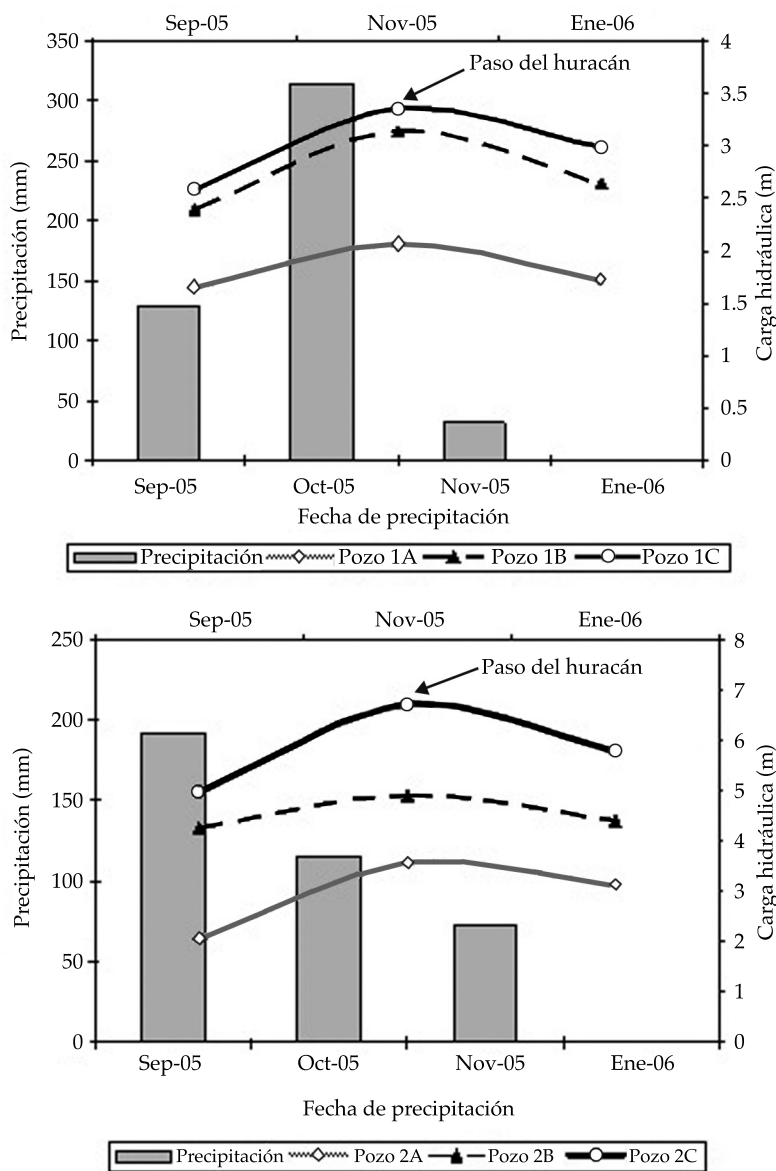 Sep-05 Nov-05 Ene-06
Paso del huracán
Precipitación (mm)
350
300
250
200
150
100
50
0
4
3.5
3
2.5
2
1.5
1
0.5
0
Carga hidráulica (m)
Sep-05 Oct-05 Nov-05 Ene-06
Fecha de precipitación
Precipitación Pozo 1A Pozo 1B Pozo 1C
Sep-05 Nov-05 Ene-06
Paso del huracán
Precipitación (mm)
250
200
150
100
50
0
8
7
6
5
4
3
2
1
0
Carga hidráulica (m)
Sep-05 Oct-05 Nov-05 Ene-06
Fecha de precipitación
Precipitación Pozo 2A Pozo 2B Pozo 2C